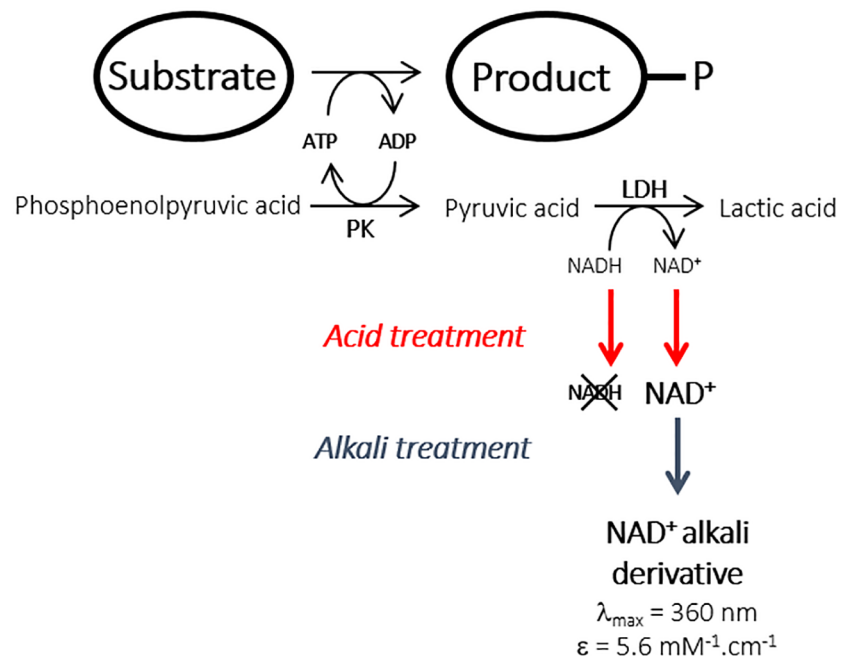 Substrate
Product
P
ATP
ADP
Phosphoenolpyruvic acid
PK
Pyruvic acid
LDH
Lactic acid
NADH
NAD⁺
Acid treatment
NADH
NAD⁺
Alkali treatment
NAD⁺ alkali
derivative
λmax = 360 nm
ε = 5.6 mM⁻¹.cm⁻¹